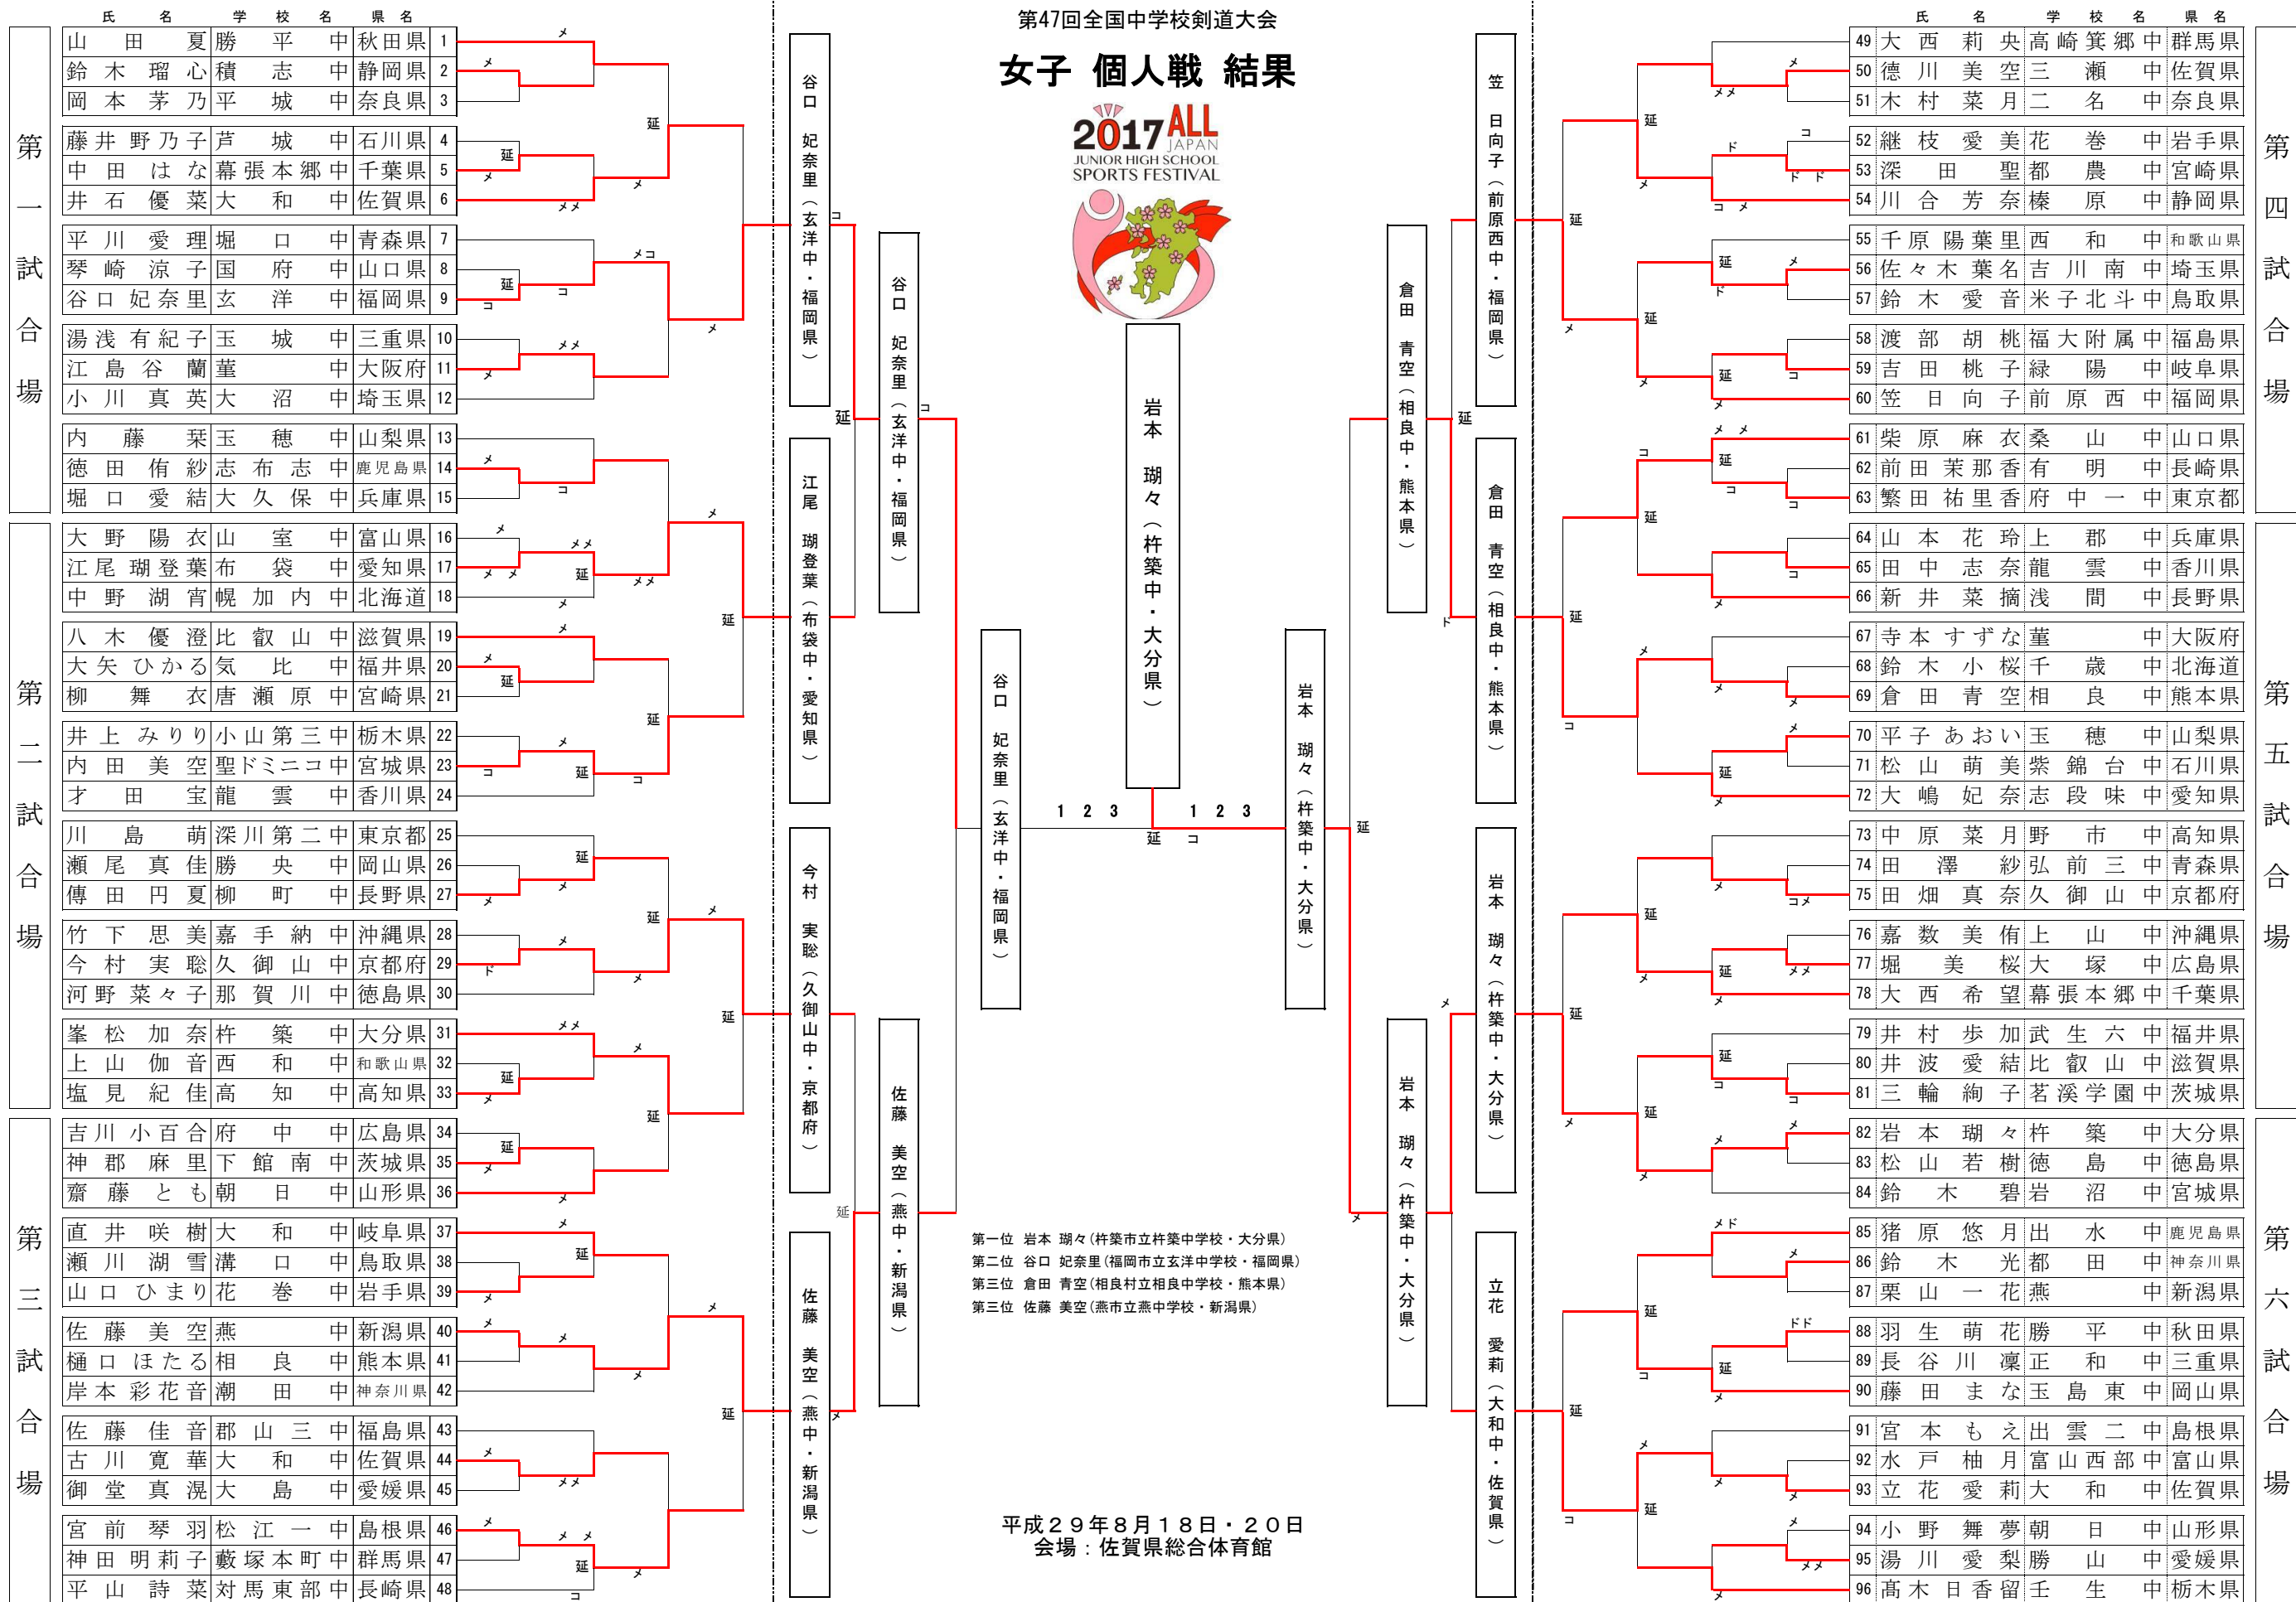 第47回全国中学校剣道大会
女子 個人戦 結果
2017 ALL
JAPAN
JUNIOR HIGH SCHOOL
SPORTS FESTIVAL
氏 名 学 校 名 県 名
第一試合場
山田 夏 勝平中 秋田県 1
鈴木瑠心 積志中 静岡県 2
岡本茅乃 平城中 奈良県 3
藤井野乃子 芦城中 石川県 4
中田はな 幕張本郷中 千葉県 5
井石優菜 大和中 佐賀県 6
平川愛理 堀口中 青森県 7
琴崎涼子 国府中 山口県 8
谷口妃奈里 玄洋中 福岡県 9
湯浅有紀子 玉城中 三重県 10
江島谷蘭 菫中 大阪府 11
小川真英 大沼中 埼玉県 12
内藤栞 玉穂中 山梨県 13
徳田侑紗 志布志中 鹿児島県 14
堀口愛結 大久保中 兵庫県 15
第二試合場
大野陽衣 山室中 富山県 16
江尾瑚登葉 布袋中 愛知県 17
中野湖宵 幌加内中 北海道 18
八木優澄 比叡山中 滋賀県 19
大矢ひかる 気比中 福井県 20
柳舞衣 唐瀬原中 宮崎県 21
井上みりり 小山第三中 栃木県 22
内田美空 聖ドミニコ中 宮城県 23
才田宝 龍雲中 香川県 24
川島萌 深川第二中 東京都 25
瀬尾真佳 勝央中 岡山県 26
傳田円夏 柳町中 長野県 27
竹下思美 嘉手納中 沖縄県 28
今村実聡 久御山中 京都府 29
河野菜々子 那賀川中 徳島県 30
峯松加奈 杵築中 大分県 31
上山伽音 西和中 和歌山県 32
塩見紀佳 高知中 高知県 33
第三試合場
吉川小百合 府中中 広島県 34
神郡麻里 下館南中 茨城県 35
齋藤とも 朝日中 山形県 36
直井咲樹 大和中 岐阜県 37
瀬川湖雪 溝口中 鳥取県 38
山口ひまり 花巻中 岩手県 39
佐藤美空 燕中 新潟県 40
樋口ほたる 相良中 熊本県 41
岸本彩花音 潮田中 神奈川県 42
佐藤佳音 郡山三中 福島県 43
古川寛華 大和中 佐賀県 44
御堂真滉 大島中 愛媛県 45
宮前琴羽 松江一中 島根県 46
神田明莉子 藪塚本町中 群馬県 47
平山詩菜 対馬東部中 長崎県 48
谷口 妃奈里(玄洋中・福岡県)
江尾 瑚登葉(布袋中・愛知県)
今村 実聡(久御山中・京都府)
佐藤 美空(燕中・新潟県)
谷口 妃奈里(玄洋中・福岡県)
佐藤 美空(燕中・新潟県)
谷口 妃奈里(玄洋中・福岡県)
岩本 瑚々(杵築中・大分県)
1 2 3 1 2 3
延 コ
岩本 瑚々(杵築中・大分県)
倉田 青空(相良中・熊本県)
岩本 瑚々(杵築中・大分県)
笠 日向子(前原西中・福岡県)
倉田 青空(相良中・熊本県)
岩本 瑚々(杵築中・大分県)
立花 愛莉(大和中・佐賀県)
第一位 岩本 瑚々(杵築市立杵築中学校・大分県)
第二位 谷口 妃奈里(福岡市立玄洋中学校・福岡県)
第三位 倉田 青空(相良村立相良中学校・熊本県)
第三位 佐藤 美空(燕市立燕中学校・新潟県)
平成29年8月18日・20日
会場:佐賀県総合体育館
氏 名 学 校 名 県 名
第四試合場
49 大西莉央 高崎箕郷中 群馬県
50 德川美空 三瀬中 佐賀県
51 木村菜月 二名中 奈良県
52 継枝愛美 花巻中 岩手県
53 深田聖 都農中 宮崎県
54 川合芳奈 榛原中 静岡県
55 千原陽葉里 西和中 和歌山県
56 佐々木葉名 吉川南中 埼玉県
57 鈴木愛音 米子北斗中 鳥取県
58 渡部胡桃 福大附属中 福島県
59 吉田桃子 緑陽中 岐阜県
60 笠日向子 前原西中 福岡県
61 柴原麻衣 桑山中 山口県
62 前田茉那香 有明中 長崎県
63 繁田祐里香 府中一中 東京都
第五試合場
64 山本花玲 上郡中 兵庫県
65 田中志奈 龍雲中 香川県
66 新井菜摘 浅間中 長野県
67 寺本すずな 菫中 大阪府
68 鈴木小桜 千歳中 北海道
69 倉田青空 相良中 熊本県
70 平子あおい 玉穂中 山梨県
71 松山萌美 紫錦台中 石川県
72 大嶋妃奈 志段味中 愛知県
73 中原菜月 野市中 高知県
74 田澤紗 弘前三中 青森県
75 田畑真奈 久御山中 京都府
76 嘉数美侑 上山中 沖縄県
77 堀美桜 大塚中 広島県
78 大西希望 幕張本郷中 千葉県
79 井村歩加 武生六中 福井県
80 井波愛結 比叡山中 滋賀県
81 三輪絢子 茗溪学園中 茨城県
第六試合場
82 岩本瑚々 杵築中 大分県
83 松山若樹 徳島中 徳島県
84 鈴木碧 岩沼中 宮城県
85 猪原悠月 出水中 鹿児島県
86 鈴木光 都田中 神奈川県
87 栗山一花 燕中 新潟県
88 羽生萌花 勝平中 秋田県
89 長谷川凜 正和中 三重県
90 藤田まな 玉島東中 岡山県
91 宮本もえ 出雲二中 島根県
92 水戸柚月 富山西部中 富山県
93 立花愛莉 大和中 佐賀県
94 小野舞夢 朝日中 山形県
95 湯川愛梨 勝山中 愛媛県
96 髙木日香留 壬生中 栃木県